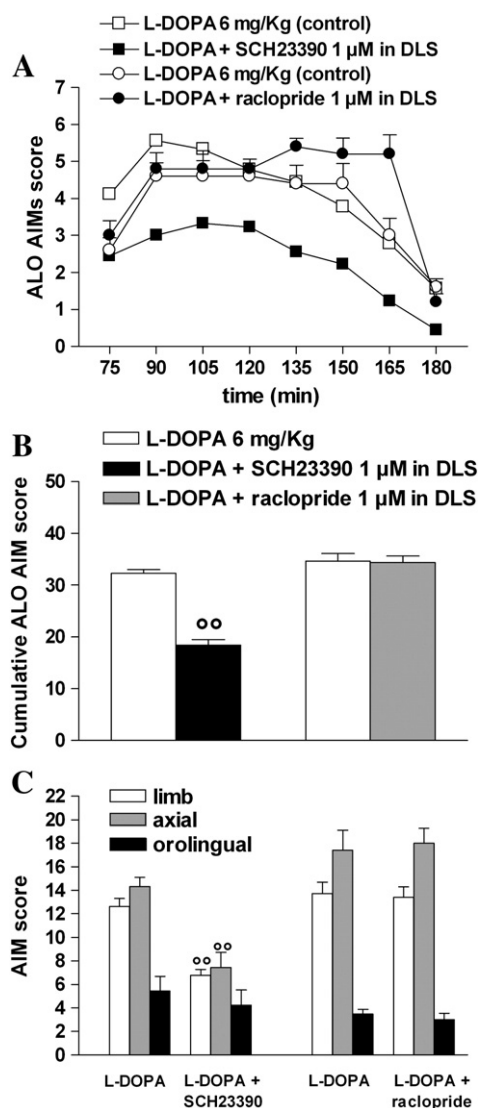 L-DOPA 6 mg/Kg (control)
L-DOPA + SCH23390 1 µM in DLS
L-DOPA 6 mg/Kg (control)
L-DOPA + raclopride 1 µM in DLS
A
ALO AIMs score
7
6
5
4
3
2
1
0
75 90 105 120 135 150 165 180
time (min)
B
L-DOPA 6 mg/Kg
L-DOPA + SCH23390 1 µM in DLS
L-DOPA + raclopride 1 µM in DLS
Cumulative ALO AIM score
50
40
30
20
10
0
°°
C
limb
axial
orolingual
AIM score
22
20
18
16
14
12
10
8
6
4
2
0
°° °°
L-DOPA L-DOPA + L-DOPA L-DOPA +
SCH23390 raclopride